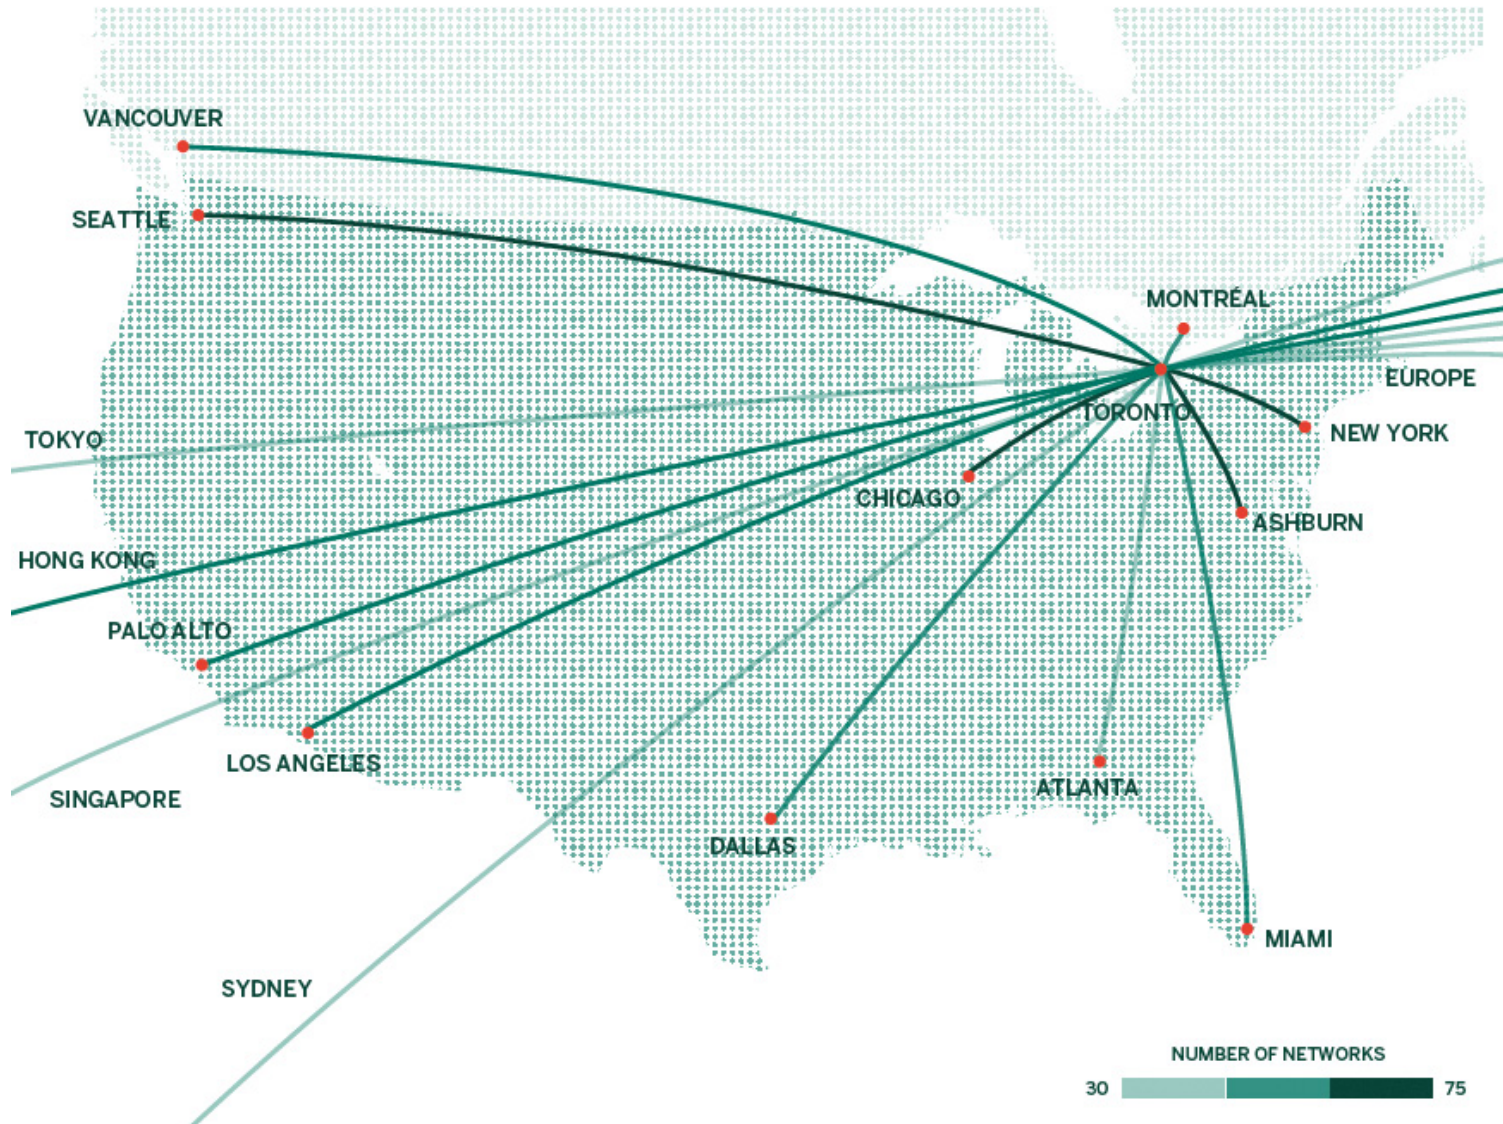 VANCOUVER
SEATTLE
MONTRÉAL
EUROPE
TORONTO
NEW YORK
TOKYO
CHICAGO
ASHBURN
HONG KONG
PALO ALTO
LOS ANGELES
ATLANTA
SINGAPORE
DALLAS
MIAMI
SYDNEY
NUMBER OF NETWORKS
30 75